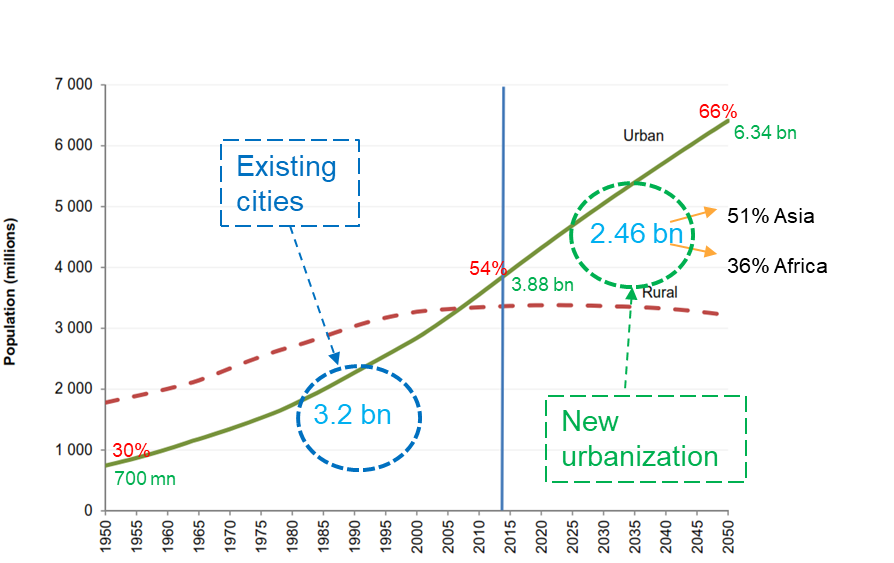 7 000
6 000
5 000
4 000
3 000
2 000
1 000
0
Population (millions)
Existing
cities
Urban
66%
6.34 bn
2.46 bn
51% Asia
36% Africa
54%
3.88 bn
Rural
3.2 bn
New
urbanization
30%
700 mn
1950 1955 1960 1965 1970 1975 1980 1985 1990 1995 2000 2005 2010 2015 2020 2025 2030 2035 2040 2045 2050